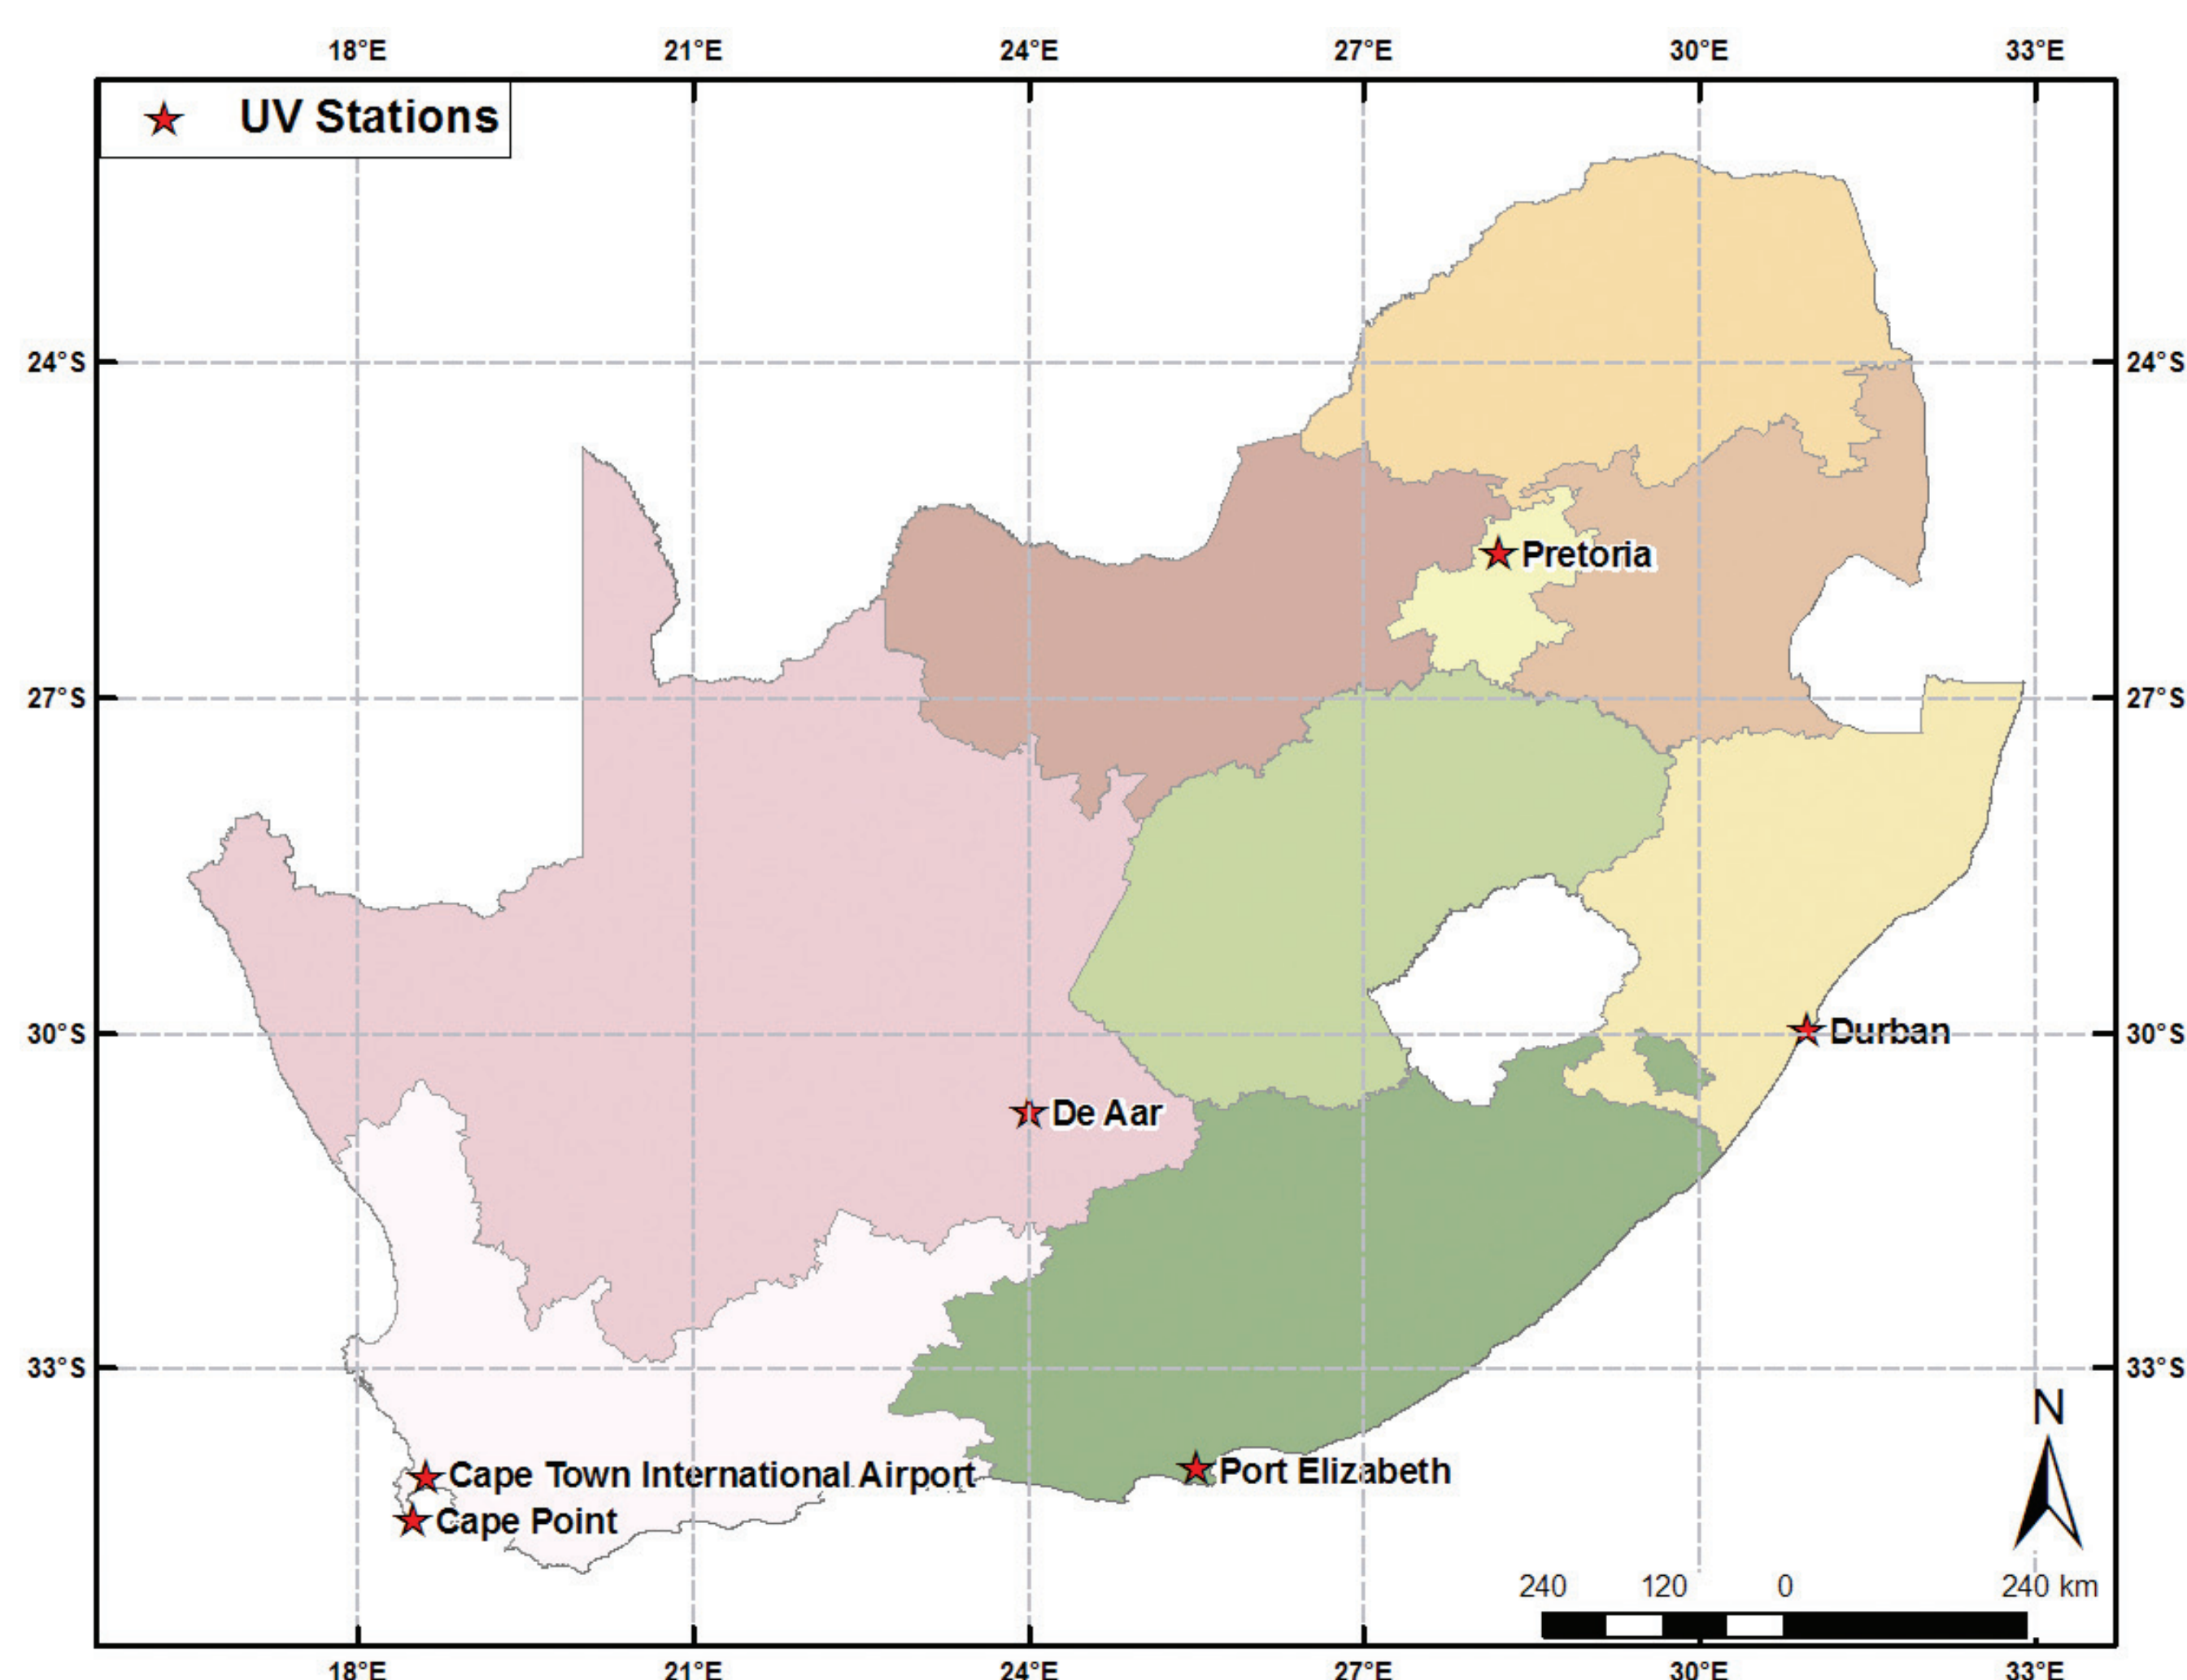 18°E 21°E 24°E 27°E 30°E 33°E
UV Stations
24°S 24°S
Pretoria
27°S 27°S
30°S Durban 30°S
De Aar
33°S 33°S
N
Cape Town International Airport
Port Elizabeth
Cape Point
240 120 0 240 km
18°E 21°E 24°E 27°E 30°E 33°E